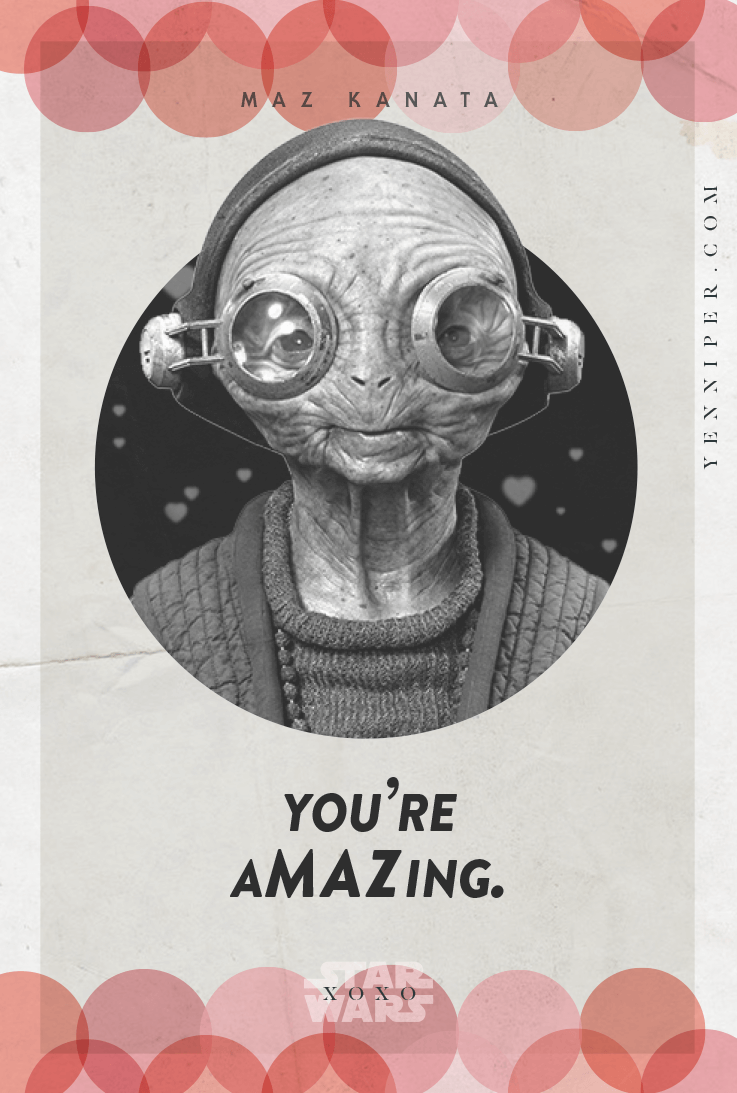 MAZ KANATA
YENNIPER.COM
YOU'RE
AMAZING.
STAR
WARS
XOXO